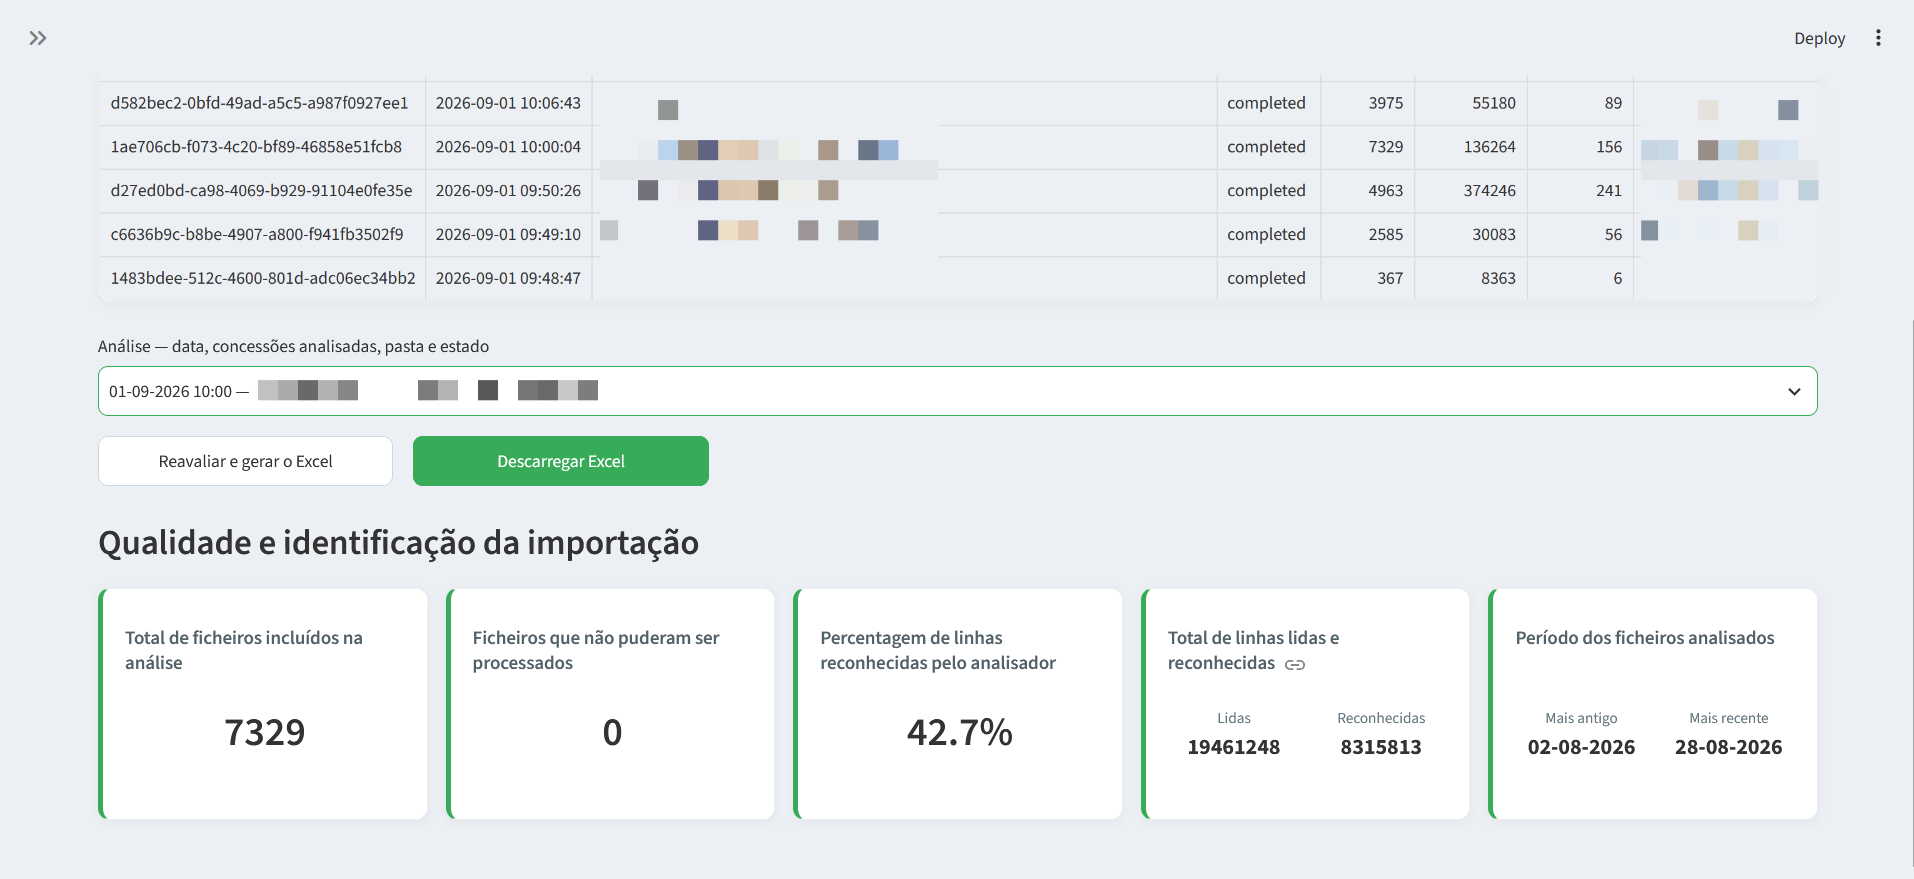 Deploy
d582bec2-0bfd-49ad-a5c5-a987f0927ee1 2026-09-01 10:06:43 completed 3975 55180 89
1ae706cb-f073-4c20-bf89-46858e51fcb8 2026-09-01 10:00:04 completed 7329 136264 156
d27ed0bd-ca98-4069-b929-91104e0fe35e 2026-09-01 09:50:26 completed 4963 374246 241
c6636b9c-b8be-4907-a800-f941fb3502f9 2026-09-01 09:49:10 completed 2585 30083 56
1483bdee-512c-4600-801d-adc06ec34bb2 2026-09-01 09:48:47 completed 367 8363 6
Análise — data, concessões analisadas, pasta e estado
01-09-2026 10:00 —
Reavaliar e gerar o Excel
Descarregar Excel
Qualidade e identificação da importação
Total de ficheiros incluídos na
análise
7329
Ficheiros que não puderam ser
processados
0
Percentagem de linhas
reconhecidas pelo analisador
42.7%
Total de linhas lidas e
reconhecidas
Lidas Reconhecidas
19461248 8315813
Período dos ficheiros analisados
Mais antigo Mais recente
02-08-2026 28-08-2026